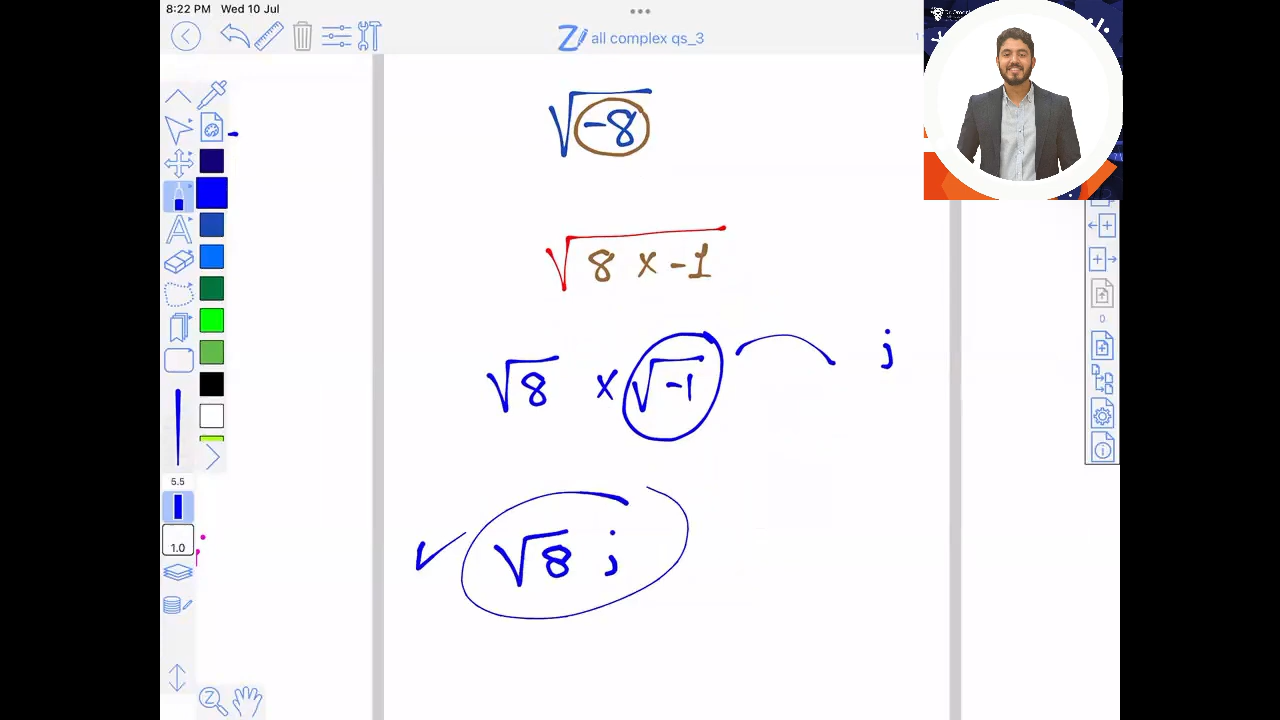 8:22 PM Wed 10 Jul
all complex qs_3
√-8
√8 x -1
√8 x √-1 j
√8 j
5.5
1.0
0